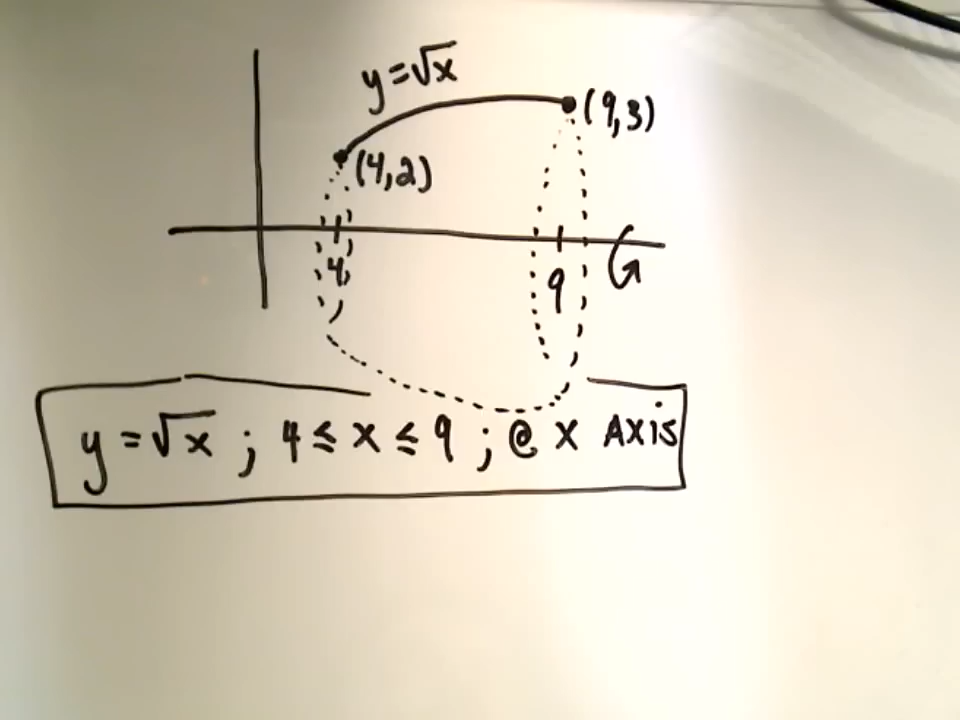 y=√x
(9,3)
(4,2)
4
9
y=√x ; 4≤x≤9 ; @ x Axis